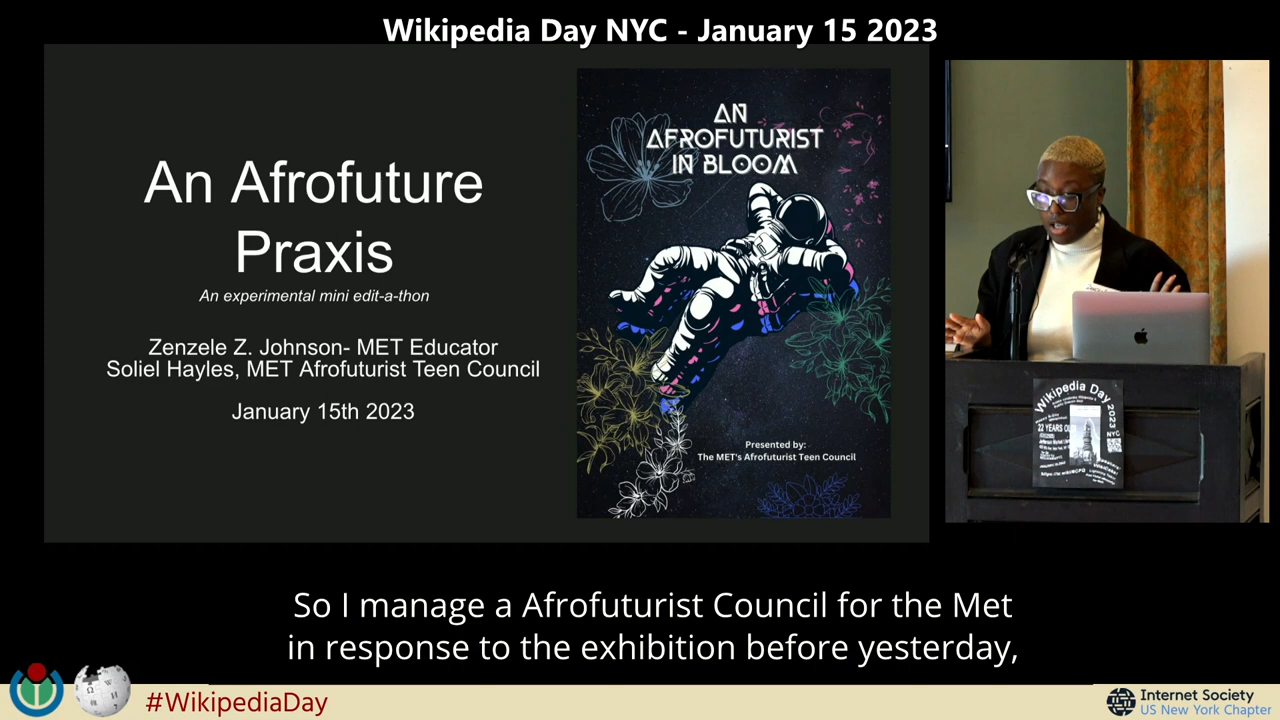 Wikipedia Day NYC - January 15 2023
An Afrofuture
Praxis
An experimental mini edit-a-thon
Zenzele Z. Johnson- MET Educator
Soliel Hayles, MET Afrofuturist Teen Council
January 15th 2023
AN
AFROFUTURIST
IN BLOOM
Presented by:
The MET's Afrofuturist Teen Council
Wikipedia Day 2023
NYC
22 YEARS
So I manage a Afrofuturist Council for the Met
in response to the exhibition before yesterday,
#WikipediaDay
Internet Society
US New York Chapter